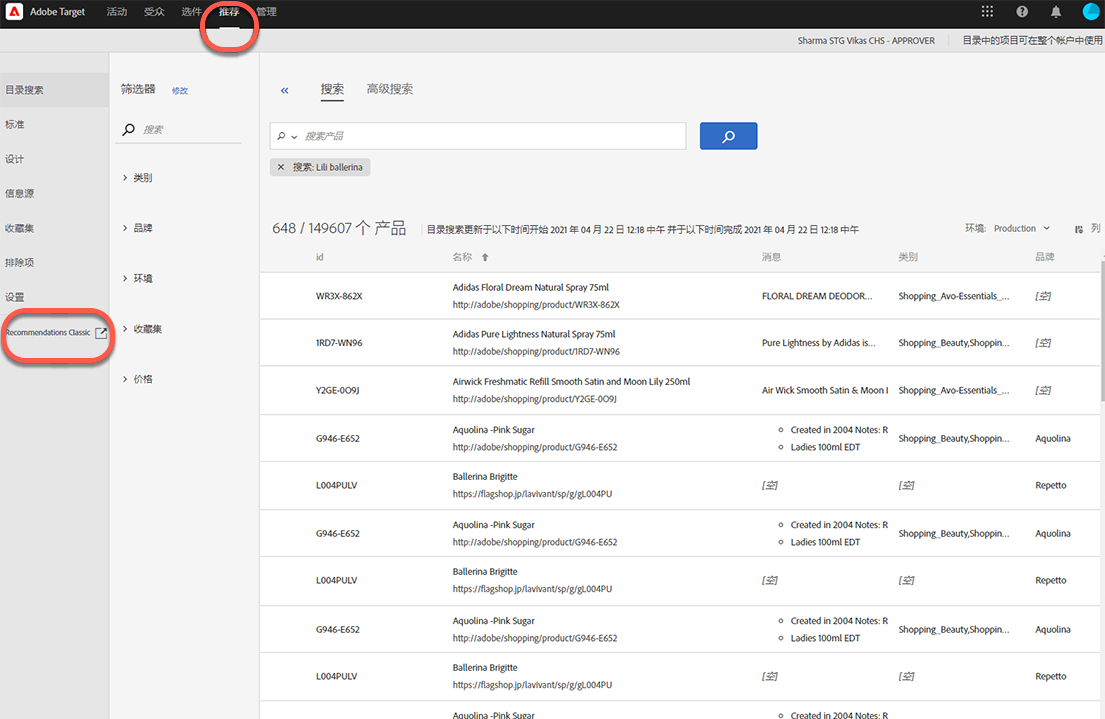 Adobe Target 活动 受众 选件 推荐 管理
Sharma STG Vikas CHS - APPROVER 目录中的项目可在整个帐户中使用
目录搜索
标准
设计
信息源
收藏集
排除项
设置
Recommendations Classic
筛选器 修改
搜索
类别
品牌
环境
收藏集
价格
« 搜索 高级搜索
搜索产品
× 搜索: Lili ballerina
648 / 149607 个 产品 目录搜索更新于以下时间开始 2021 年 04 月 22 日 12:18 中午 并于以下时间完成 2021 年 04 月 22 日 12:18 中午 环境: Production 列
id 名称 消息 类别 品牌
WR3X-862X Adidas Floral Dream Natural Spray 75ml FLORAL DREAM DEODOR... Shopping_Avo-Essentials_... [空]
http://adobe/shopping/product/WR3X-862X
1RD7-WN96 Adidas Pure Lightness Natural Spray 75ml Pure Lightness by Adidas is... Shopping_Beauty,Shoppin... [空]
http://adobe/shopping/product/1RD7-WN96
Y2GE-0O9J Airwick Freshmatic Refill Smooth Satin and Moon Lily 250ml Air Wick Smooth Satin & Moon l Shopping_Avo-Essentials_... [空]
http://adobe/shopping/product/Y2GE-0O9J
G946-E652 Aquolina -Pink Sugar Created in 2004 Notes: R Shopping_Beauty,Shoppin... Aquolina
http://adobe/shopping/product/G946-E652 Ladies 100ml EDT
L004PULV Ballerina Brigitte [空] [空] Repetto
https://flagshop.jp/lavivant/sp/g/gL004PU
G946-E652 Aquolina -Pink Sugar Created in 2004 Notes: R Shopping_Beauty,Shoppin... Aquolina
http://adobe/shopping/product/G946-E652 Ladies 100ml EDT
L004PULV Ballerina Brigitte [空] [空] Repetto
https://flagshop.jp/lavivant/sp/g/gL004PU
G946-E652 Aquolina -Pink Sugar Created in 2004 Notes: R Shopping_Beauty,Shoppin... Aquolina
http://adobe/shopping/product/G946-E652 Ladies 100ml EDT
L004PULV Ballerina Brigitte [空] [空] Repetto
https://flagshop.jp/lavivant/sp/g/gL004PU
Aquolina -Pink Sugar Created in 2004 Notes: R